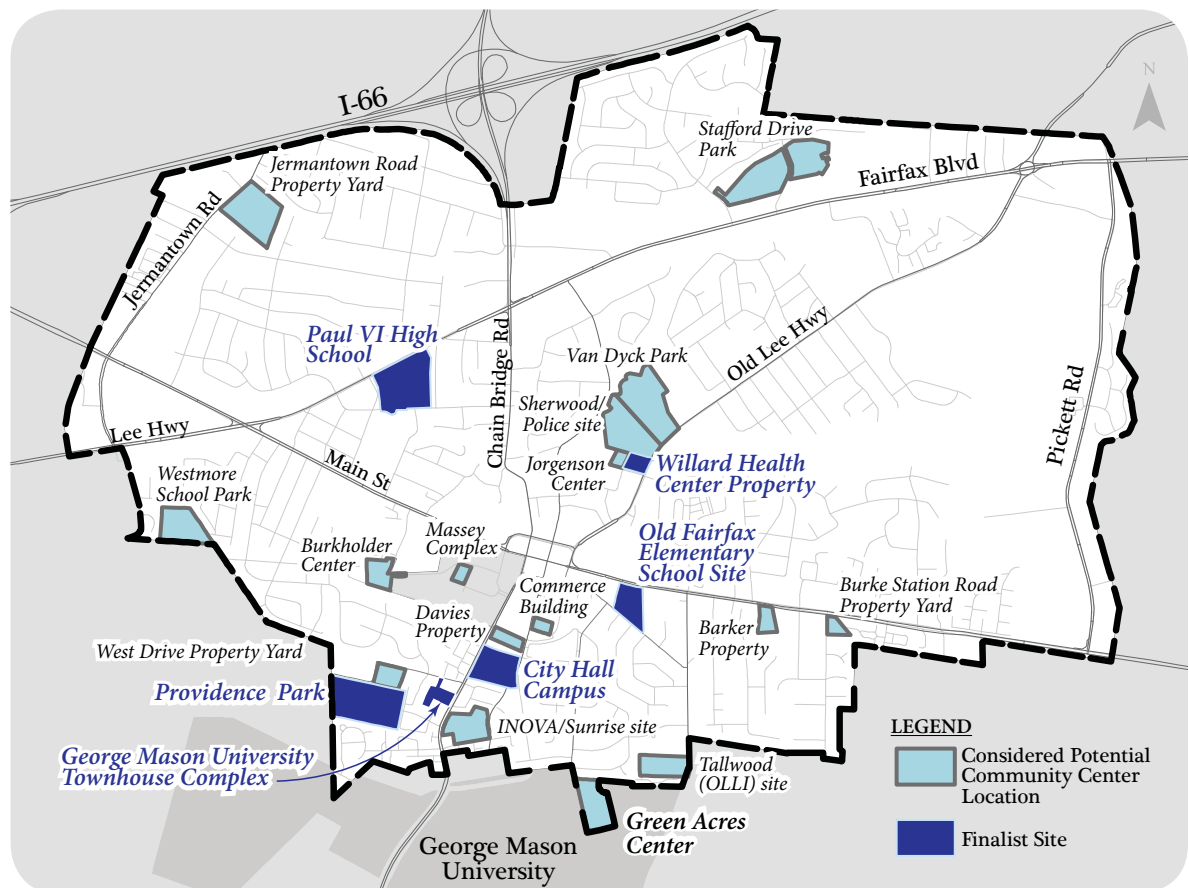 I-66
N
Stafford Drive
Park
Jermantown Road
Property Yard
Fairfax Blvd
Jermantown Rd
Paul VI High
School
Chain Bridge Rd
Van Dyck Park
Old Lee Hwy
Sherwood/
Police site
Pickett Rd
Lee Hwy
Main St
Jorgenson
Center
Willard Health
Center Property
Westmore
School Park
Massey
Complex
Burkholder
Center
Old Fairfax
Elementary
School Site
Commerce
Building
Burke Station Road
Property Yard
Davies
Property
Barker
Property
West Drive Property Yard
Providence Park
City Hall
Campus
INOVA/Sunrise site
George Mason University
Townhouse Complex
Tallwood
(OLLI) site
Green Acres
Center
George Mason
University
LEGEND
Considered Potential
Community Center
Location
Finalist Site